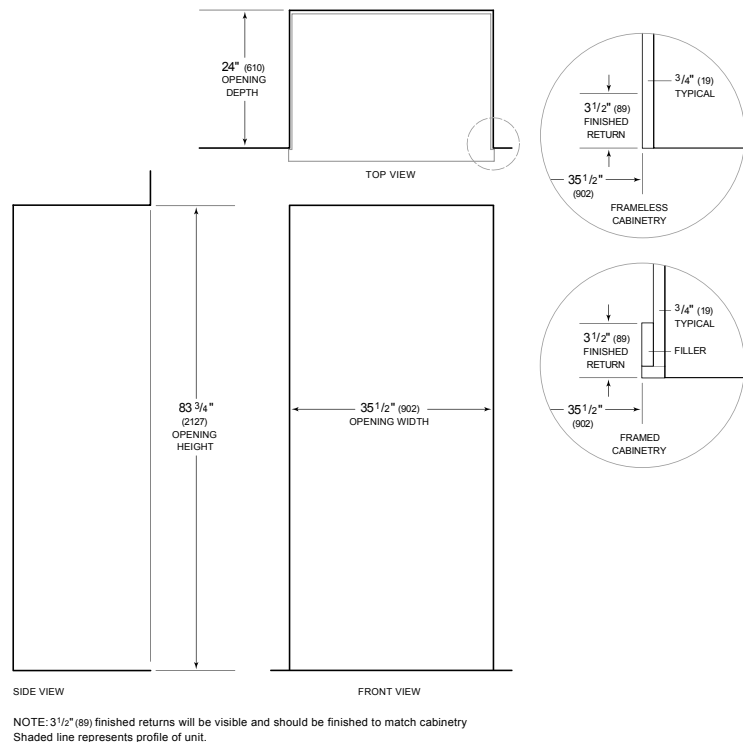 24" (610)
OPENING
DEPTH
TOP VIEW
3/4" (19)
TYPICAL
3 1/2" (89)
FINISHED
RETURN
35 1/2"
(902)
FRAMELESS
CABINETRY
3/4" (19)
TYPICAL
3 1/2" (89)
FINISHED
RETURN
FILLER
35 1/2"
(902)
FRAMED
CABINETRY
83 3/4"
(2127)
OPENING
HEIGHT
35 1/2" (902)
OPENING WIDTH
SIDE VIEW
FRONT VIEW
NOTE: 3 1/2" (89) finished returns will be visible and should be finished to match cabinetry
Shaded line represents profile of unit.